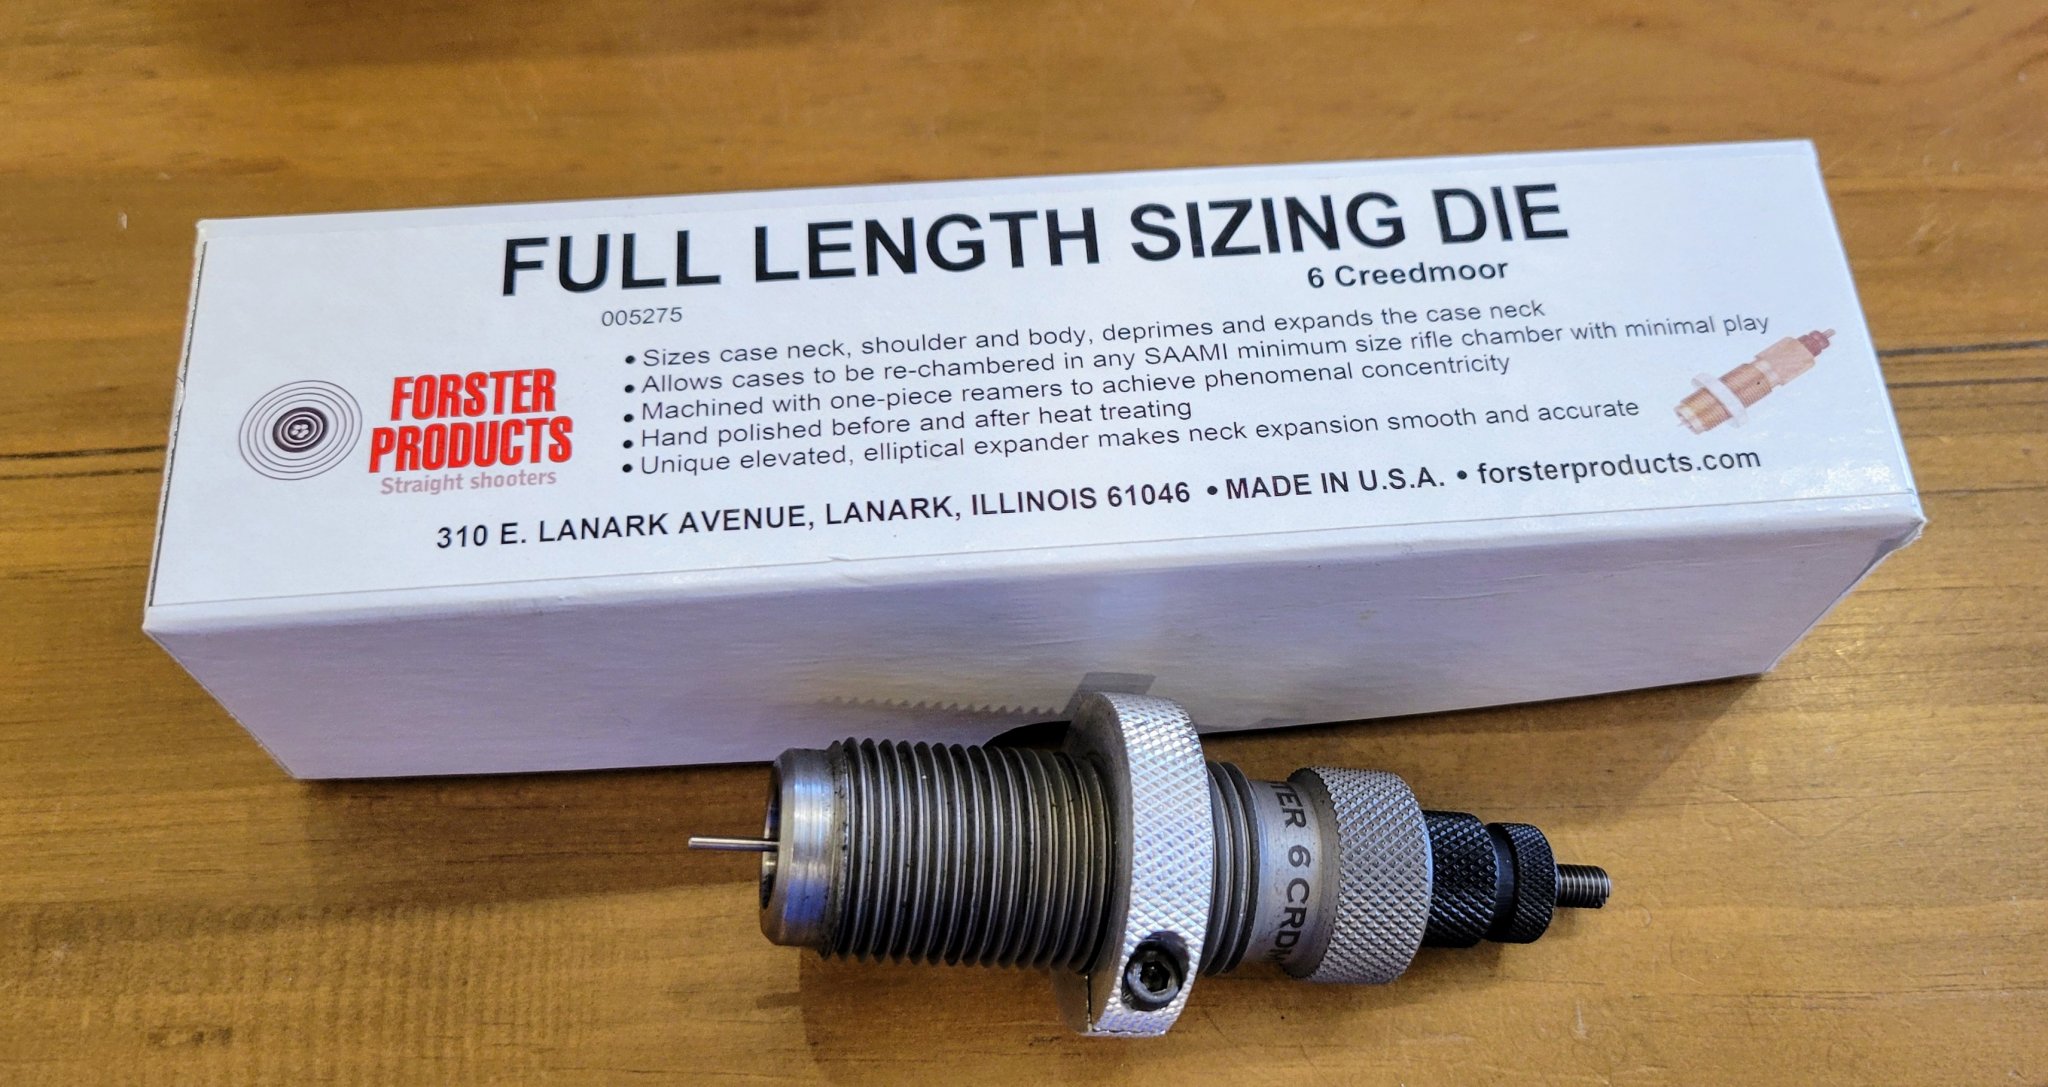 FULL LENGTH SIZING DIE
6 Creedmoor
005275
• Sizes case neck, shoulder and body, deprimes and expands the case neck
• Allows cases to be re-chambered in any SAAMI minimum size rifle chamber with minimal play
• Machined with one-piece reamers to achieve phenomenal concentricity
• Hand polished before and after heat treating
• Unique elevated, elliptical expander makes neck expansion smooth and accurate
FORSTER
PRODUCTS
Straight shooters
310 E. LANARK AVENUE, LANARK, ILLINOIS 61046 • MADE IN U.S.A. • forsterproducts.com
TER 6 CRDM